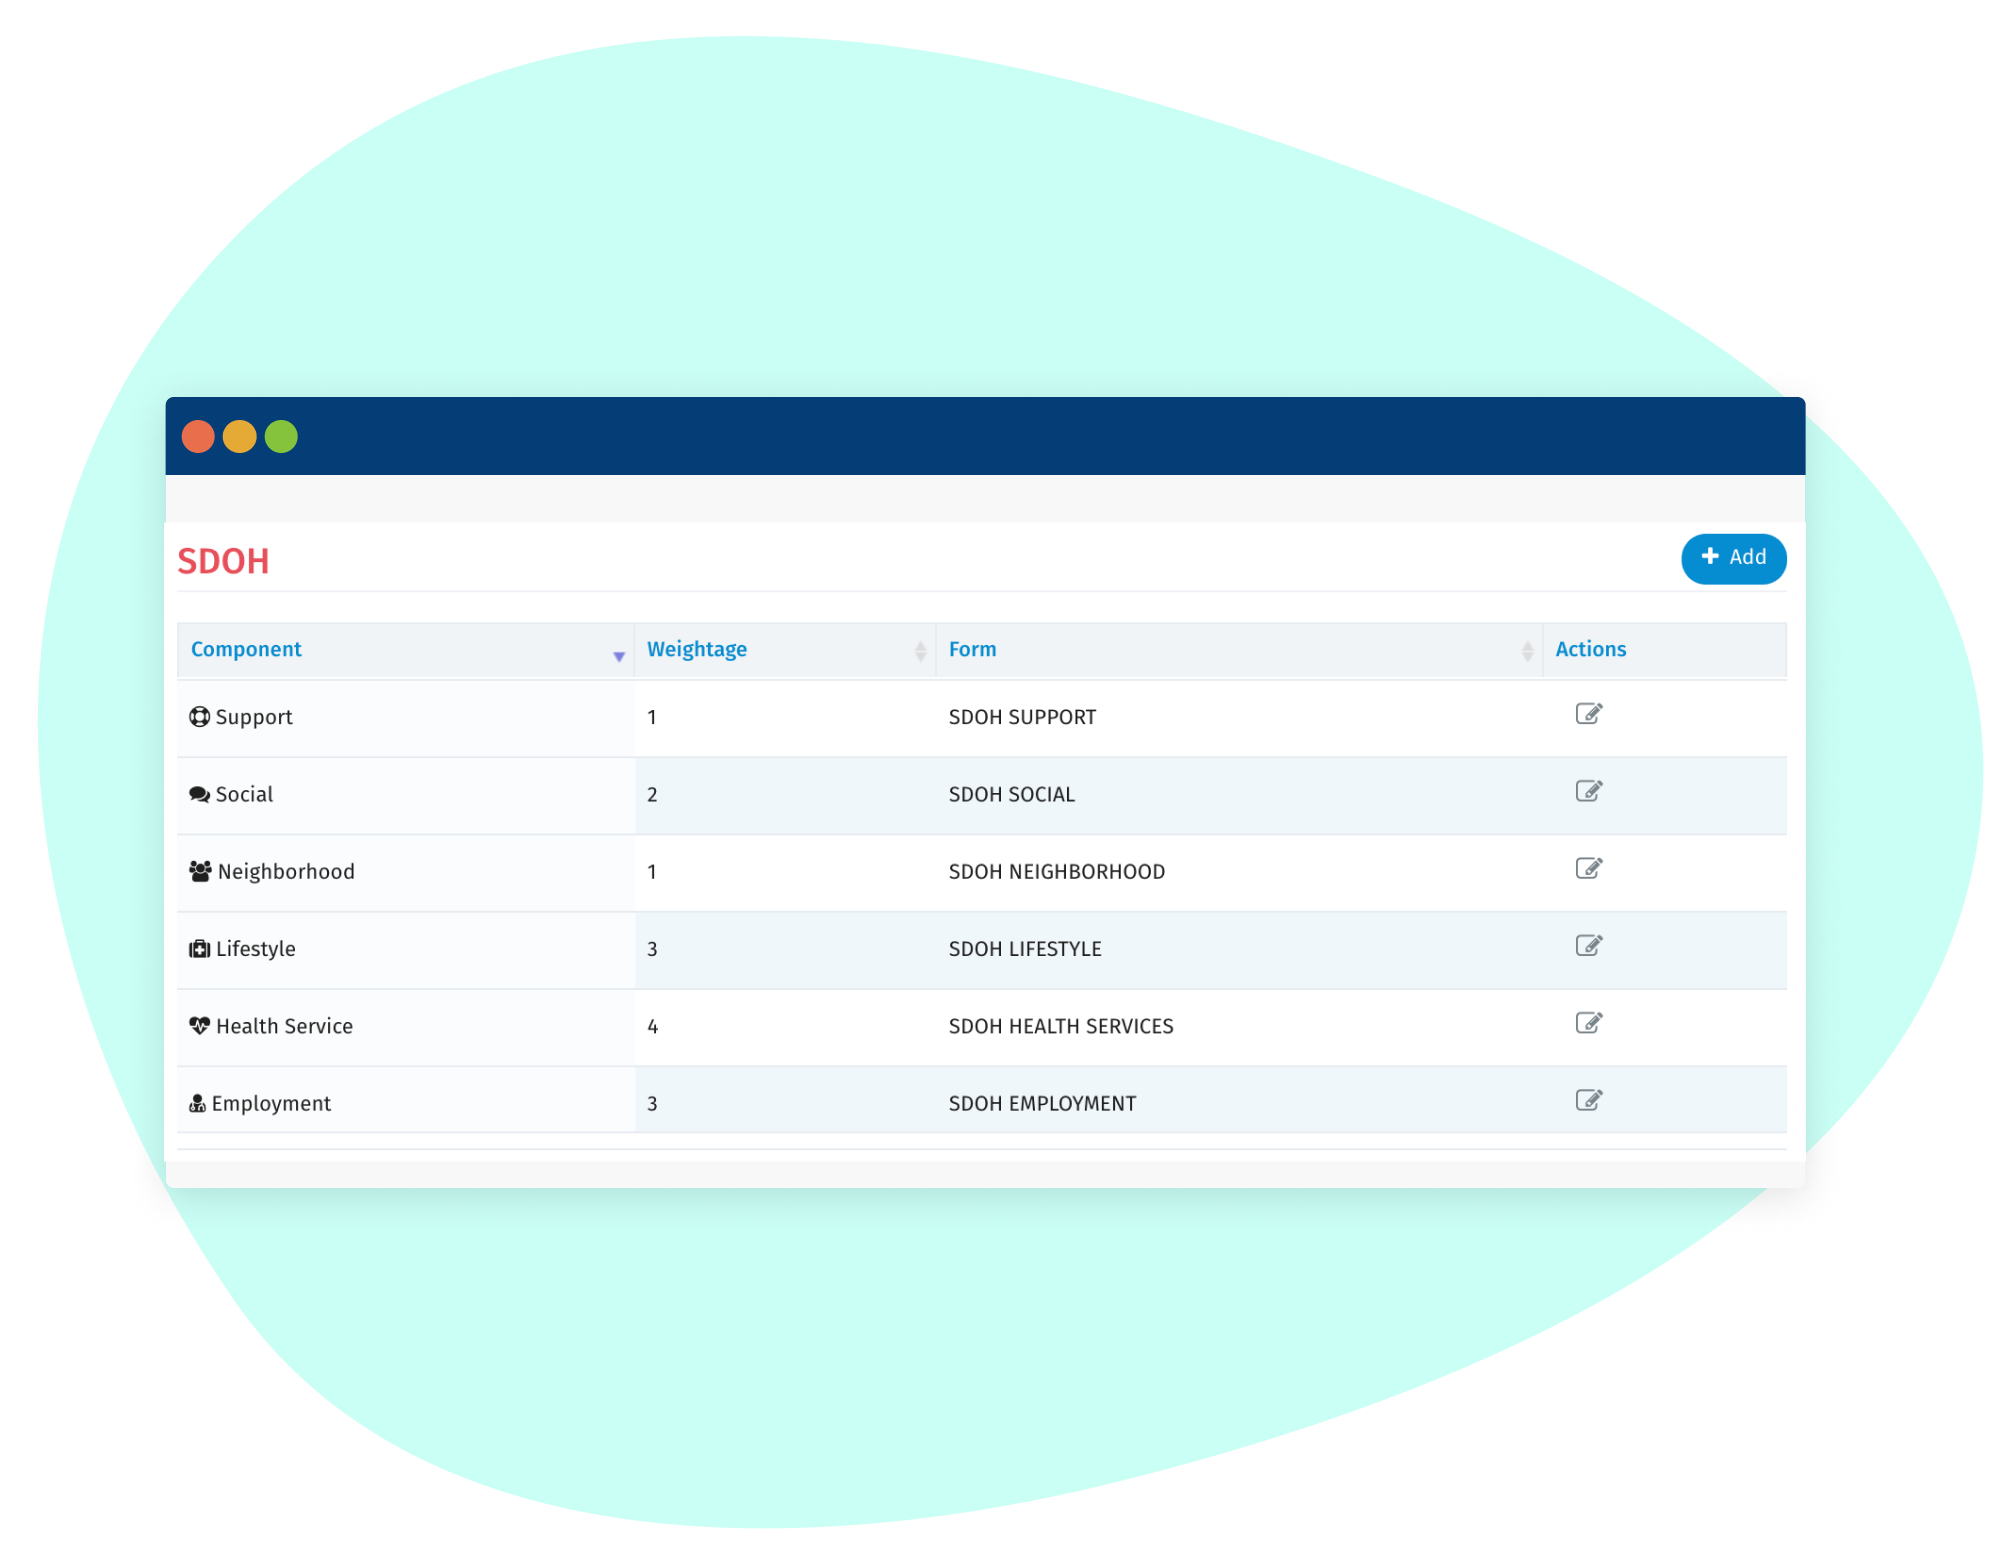 SDOH
+ Add
Component Weightage Form Actions
Support 1 SDOH SUPPORT
Social 2 SDOH SOCIAL
Neighborhood 1 SDOH NEIGHBORHOOD
Lifestyle 3 SDOH LIFESTYLE
Health Service 4 SDOH HEALTH SERVICES
Employment 3 SDOH EMPLOYMENT